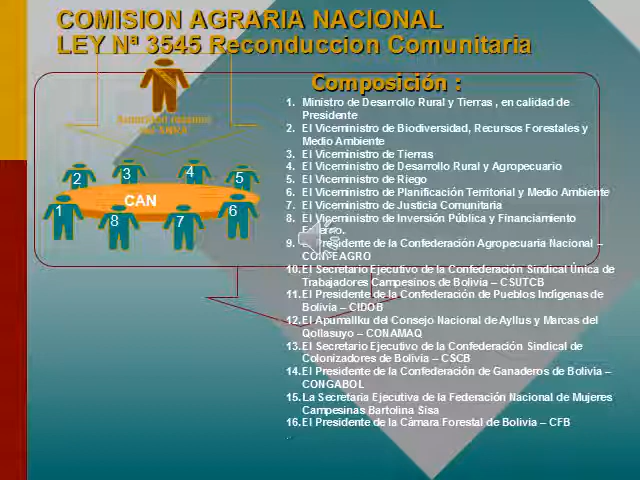 COMISION AGRARIA NACIONAL
LEY Nª 3545 Reconduccion Comunitaria
Composición :
1. Ministro de Desarrollo Rural y Tierras , en calidad de
Presidente
2. El Viceministro de Biodiversidad, Recursos Forestales y
Medio Ambiente
3. El Viceministro de Tierras
4. El Viceministro de Desarrollo Rural y Agropecuario
5. El Viceministro de Riego
6. El Viceministro de Planificación Territorial y Medio Ambiente
7. El Viceministro de Justicia Comunitaria
8. El Viceministro de Inversión Pública y Financiamiento
9. El Presidente de la Confederación Agropecuaria Nacional –
CONFEAGRO
10. El Secretario Ejecutivo de la Confederación Sindical Única de
Trabajadores Campesinos de Bolivia – CSUTCB
11. El Presidente de la Confederación de Pueblos Indígenas de
Bolivia – CIDOB
12. El Apumallku del Consejo Nacional de Ayllus y Marcas del
Qollasuyo – CONAMAQ
13. El Secretario Ejecutivo de la Confederación Sindical de
Colonizadores de Bolivia – CSCB
14. El Presidente de la Confederación de Ganaderos de Bolivia –
CONGABOL
15. La Secretaria Ejecutiva de la Federación Nacional de Mujeres
Campesinas Bartolina Sisa
16. El Presidente de la Cámara Forestal de Bolivia – CFB
2 3 4 5
CAN
1 8 7 6